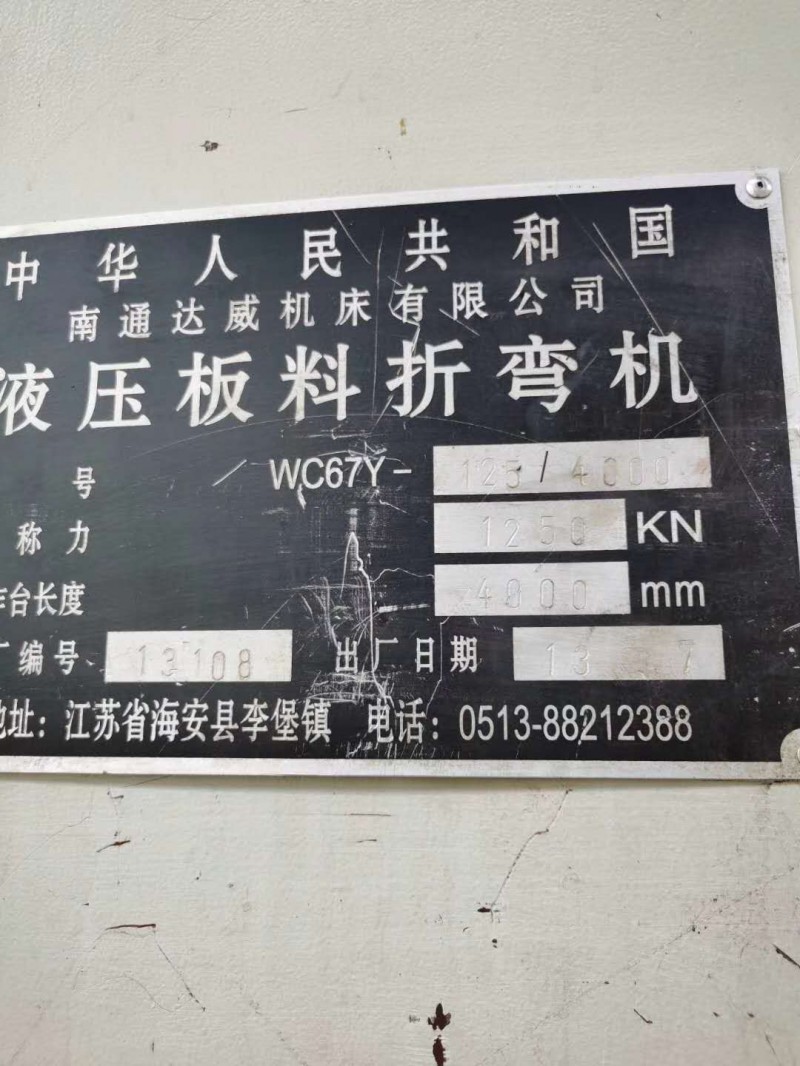 中华人民共和国
南通达威机床有限公司
液压板料折弯机
号 WC67Y- 125/4000
称力 1250 KN
作台长度 4000 mm
厂编号 13108 出厂日期 13 7
地址：江苏省海安县李堡镇 电话：0513-88212388